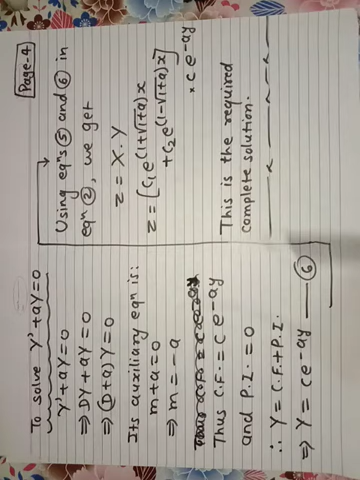 Page-4
To solve Y'+aY=0
Y'+aY=0
⇒ DY+aY=0
⇒ (D+a)Y=0
Its auxiliary eqⁿ is:
m+a=0
⇒ m=-a
Thus C.F. = c e^-ay
and P.I. = 0
∴ Y = C.F.+P.I.
⇒ Y = c e^-ay — ⑥
Using eqⁿs ⑤ and ⑥ in
eqⁿ ②, we get
z = X.Y
z = [c₁ e^(1+√1+a)x
+ c₂ e^(1-√1+a)x]
× c e^-ay
This is the required
complete solution.